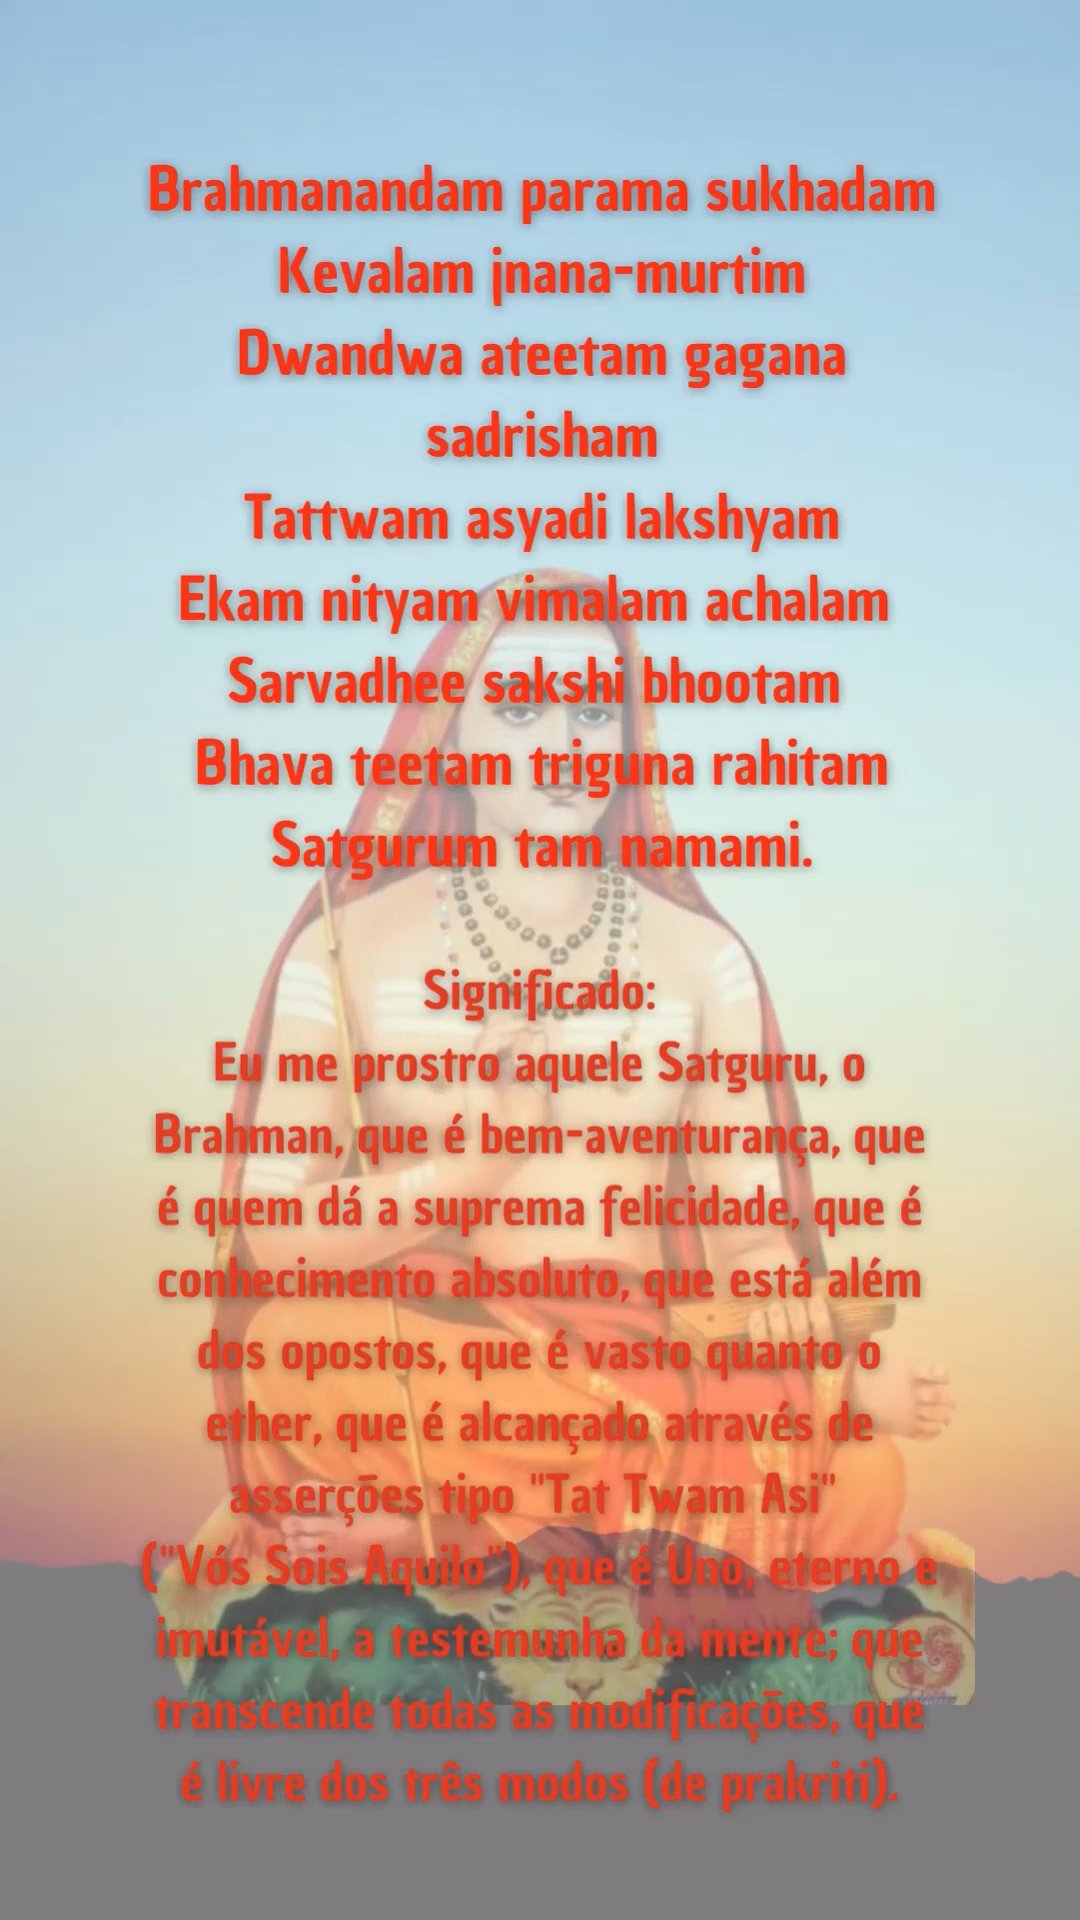 Brahmanandam parama sukhadam
Kevalam jnana-murtim
Dwandwa ateetam gagana
sadrisham
Tattwam asyadi lakshyam
Ekam nityam vimalam achalam
Sarvadhee sakshi bhootam
Bhava teetam triguna rahitam
Satgurum tam namami.
Significado:
Eu me prostro aquele Satguru, o
Brahman, que é bem-aventurança, que
é quem dá a suprema felicidade, que é
conhecimento absoluto, que está além
dos opostos, que é vasto quanto o
ether, que é alcançado através de
asserções tipo "Tat Twam Asi"
("Vós Sois Aquilo"), que é Uno, eterno e
imutável, a testemunha da mente; que
transcende todas as modificações, que
é livre dos três modos (de prakriti).